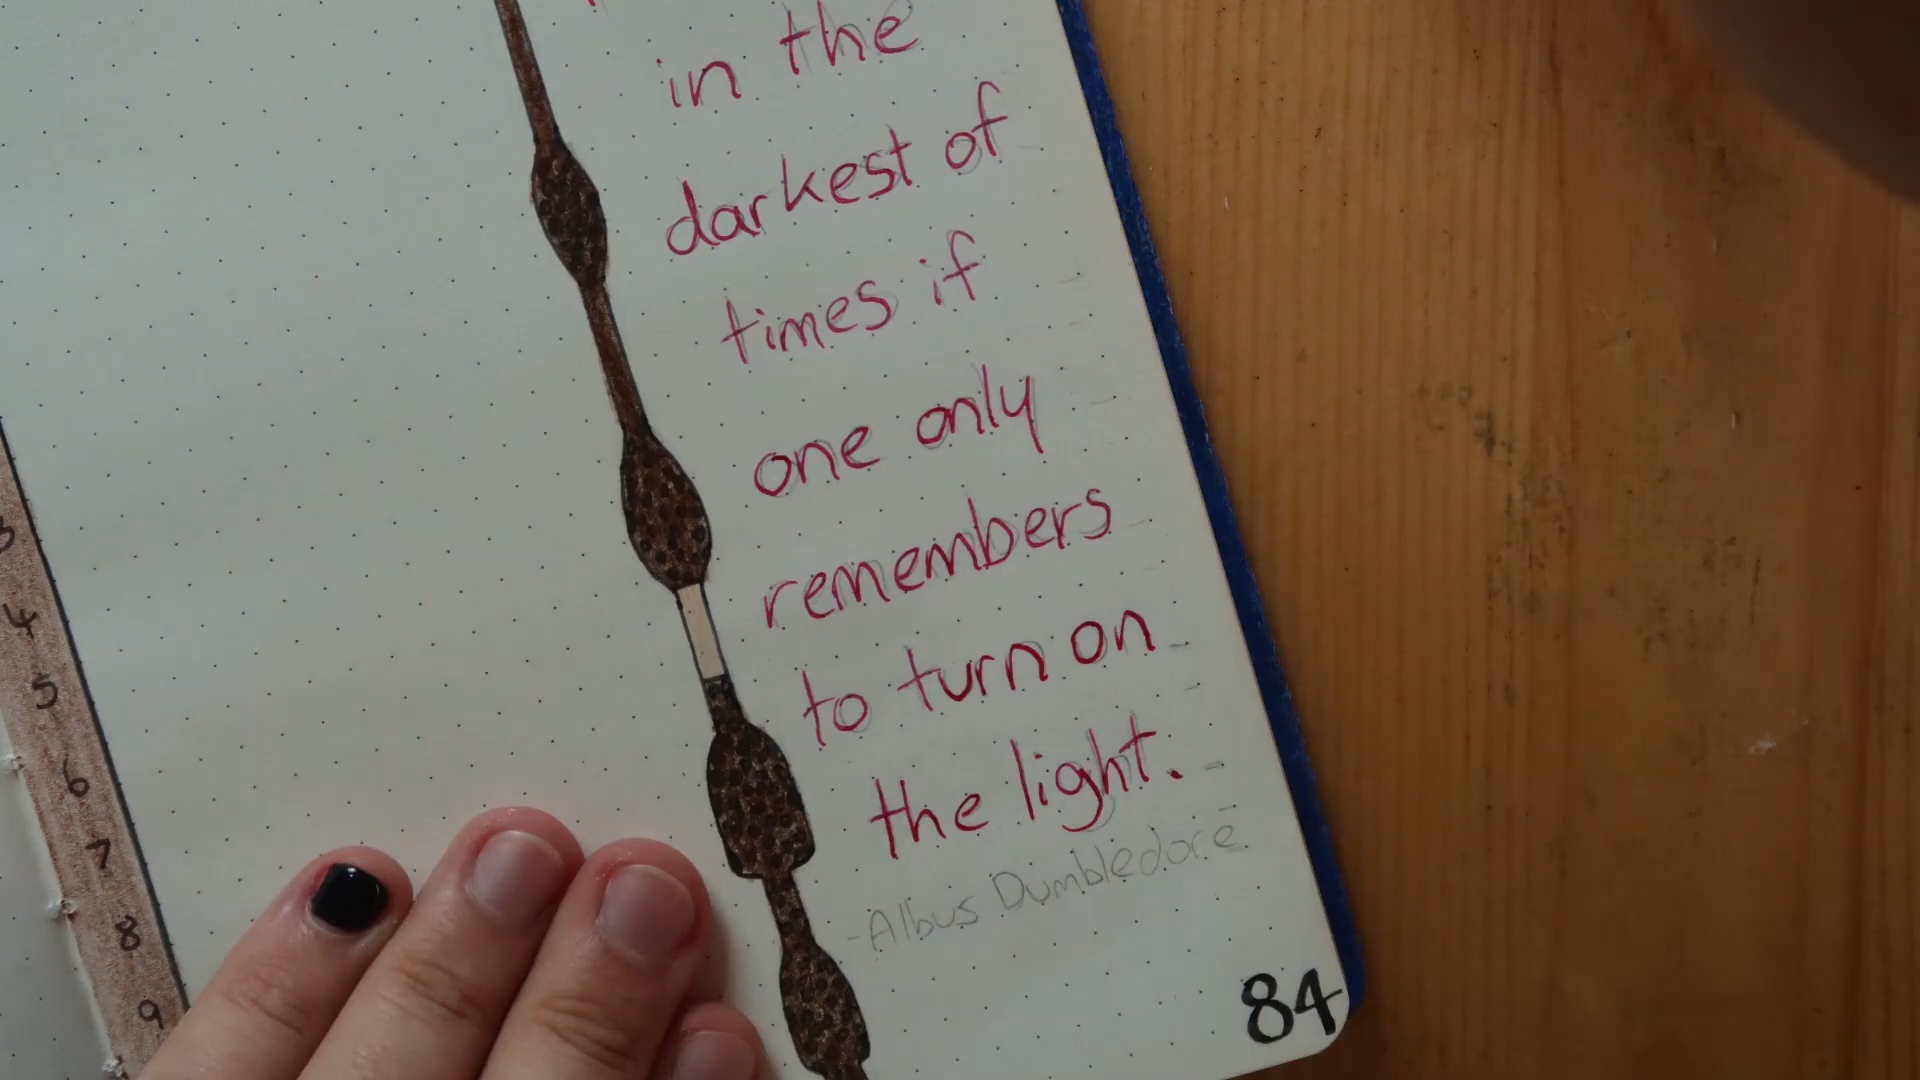 in the
darkest of
times if
one only
remembers
to turn on
the light.
-Albus Dumbledore
84
3
4
5
6
7
8
9